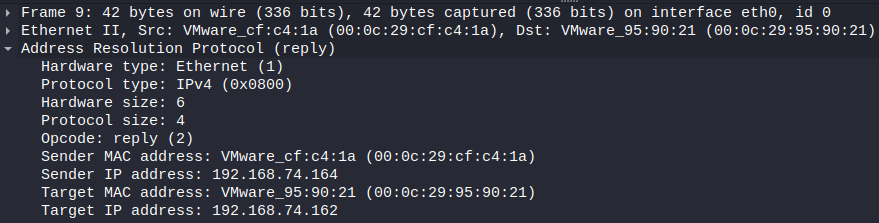 Frame 9: 42 bytes on wire (336 bits), 42 bytes captured (336 bits) on interface eth0, id 0
Ethernet II, Src: VMware_cf:c4:1a (00:0c:29:cf:c4:1a), Dst: VMware_95:90:21 (00:0c:29:95:90:21)
Address Resolution Protocol (reply)
Hardware type: Ethernet (1)
Protocol type: IPv4 (0x0800)
Hardware size: 6
Protocol size: 4
Opcode: reply (2)
Sender MAC address: VMware_cf:c4:1a (00:0c:29:cf:c4:1a)
Sender IP address: 192.168.74.164
Target MAC address: VMware_95:90:21 (00:0c:29:95:90:21)
Target IP address: 192.168.74.162